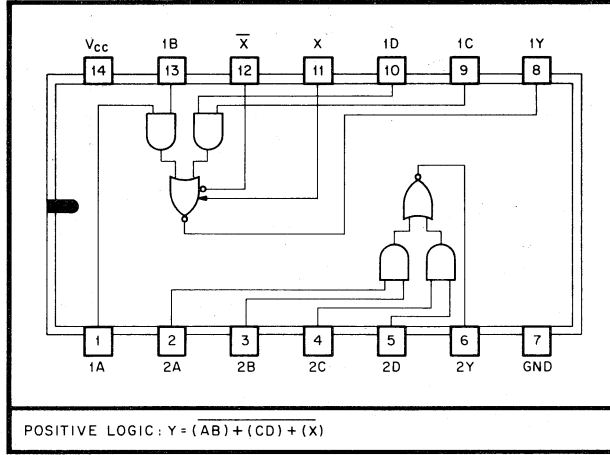 Vcc 1B X̅ X 1D 1C 1Y
14 13 12 11 10 9 8
1 2 3 4 5 6 7
1A 2A 2B 2C 2D 2Y GND
POSITIVE LOGIC: Y = (AB)+(CD)+(X)